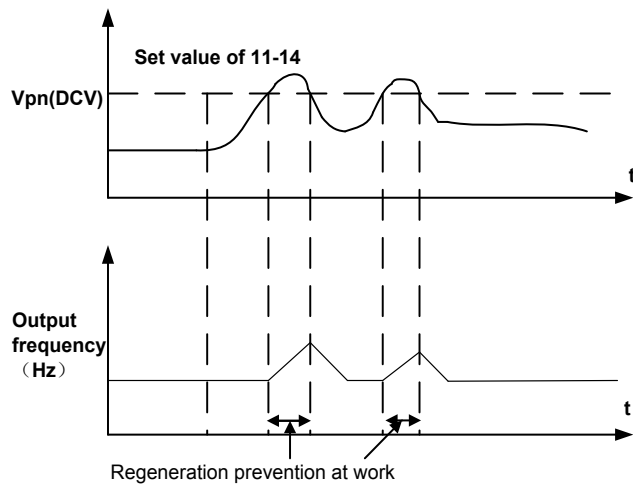 Set value of 11-14
Vpn(DCV)
t
Output
frequency
（Hz）
t
Regeneration prevention at work